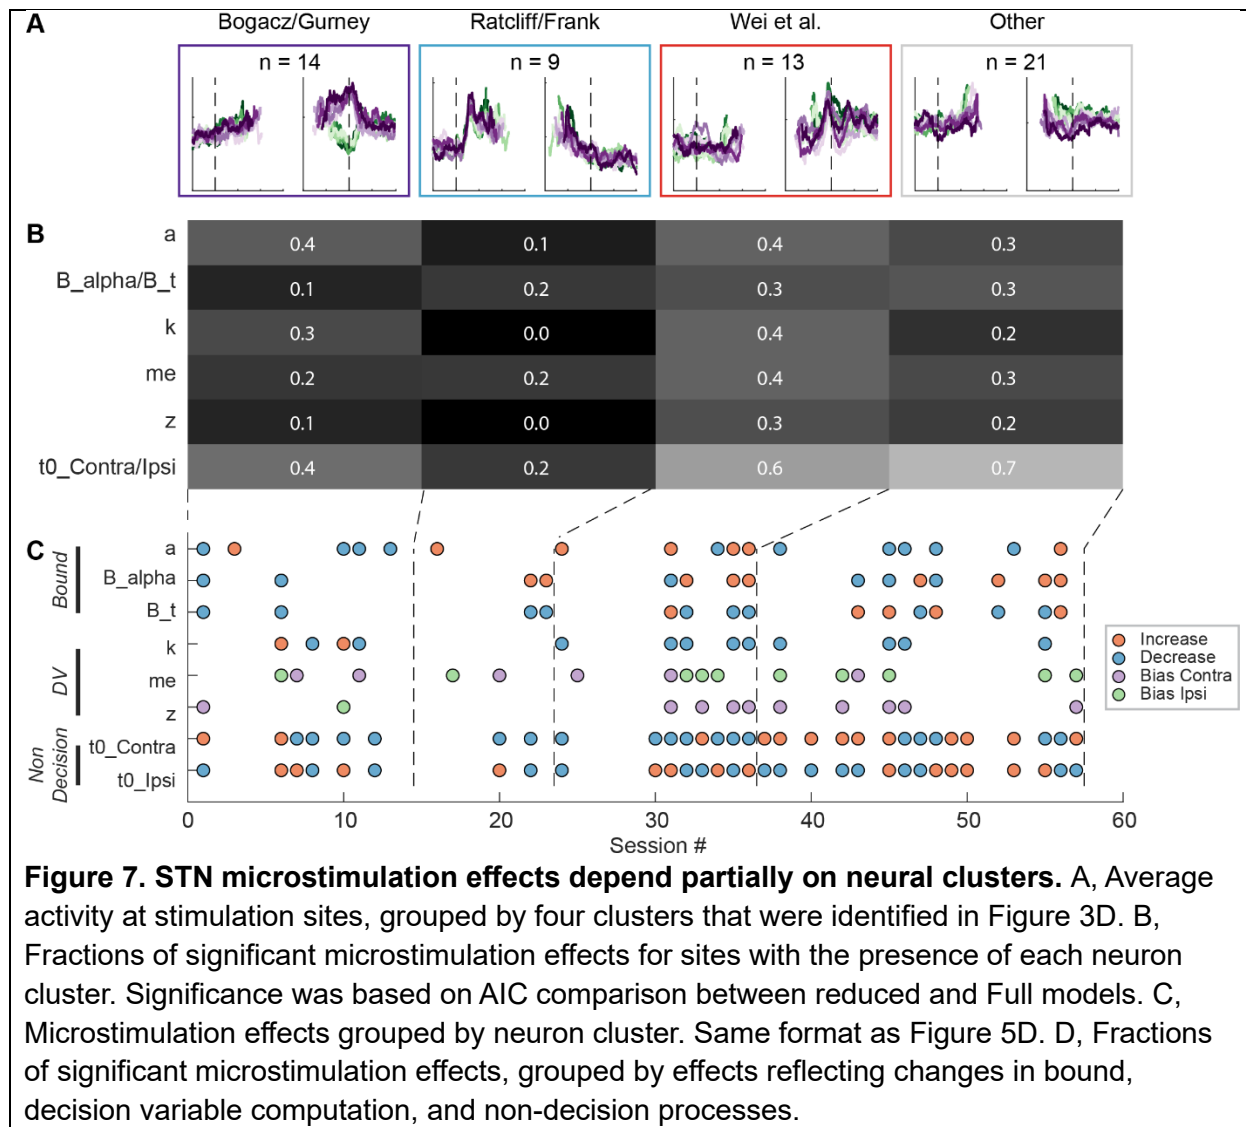 A
Bogacz/Gurney Ratcliff/Frank Wei et al. Other
n = 14 n = 9 n = 13 n = 21
B
a 0.4 0.1 0.4 0.3
B_alpha/B_t 0.1 0.2 0.3 0.3
k 0.3 0.0 0.4 0.2
me 0.2 0.2 0.4 0.3
z 0.1 0.0 0.3 0.2
t0_Contra/Ipsi 0.4 0.2 0.6 0.7
C
Bound
a
B_alpha
B_t
DV
k
me
z
Non
Decision
t0_Contra
t0_Ipsi
Increase
Decrease
Bias Contra
Bias Ipsi
0 10 20 30 40 50 60
Session #
Figure 7. STN microstimulation effects depend partially on neural clusters. A, Average
activity at stimulation sites, grouped by four clusters that were identified in Figure 3D. B,
Fractions of significant microstimulation effects for sites with the presence of each neuron
cluster. Significance was based on AIC comparison between reduced and Full models. C,
Microstimulation effects grouped by neuron cluster. Same format as Figure 5D. D, Fractions
of significant microstimulation effects, grouped by effects reflecting changes in bound,
decision variable computation, and non-decision processes.